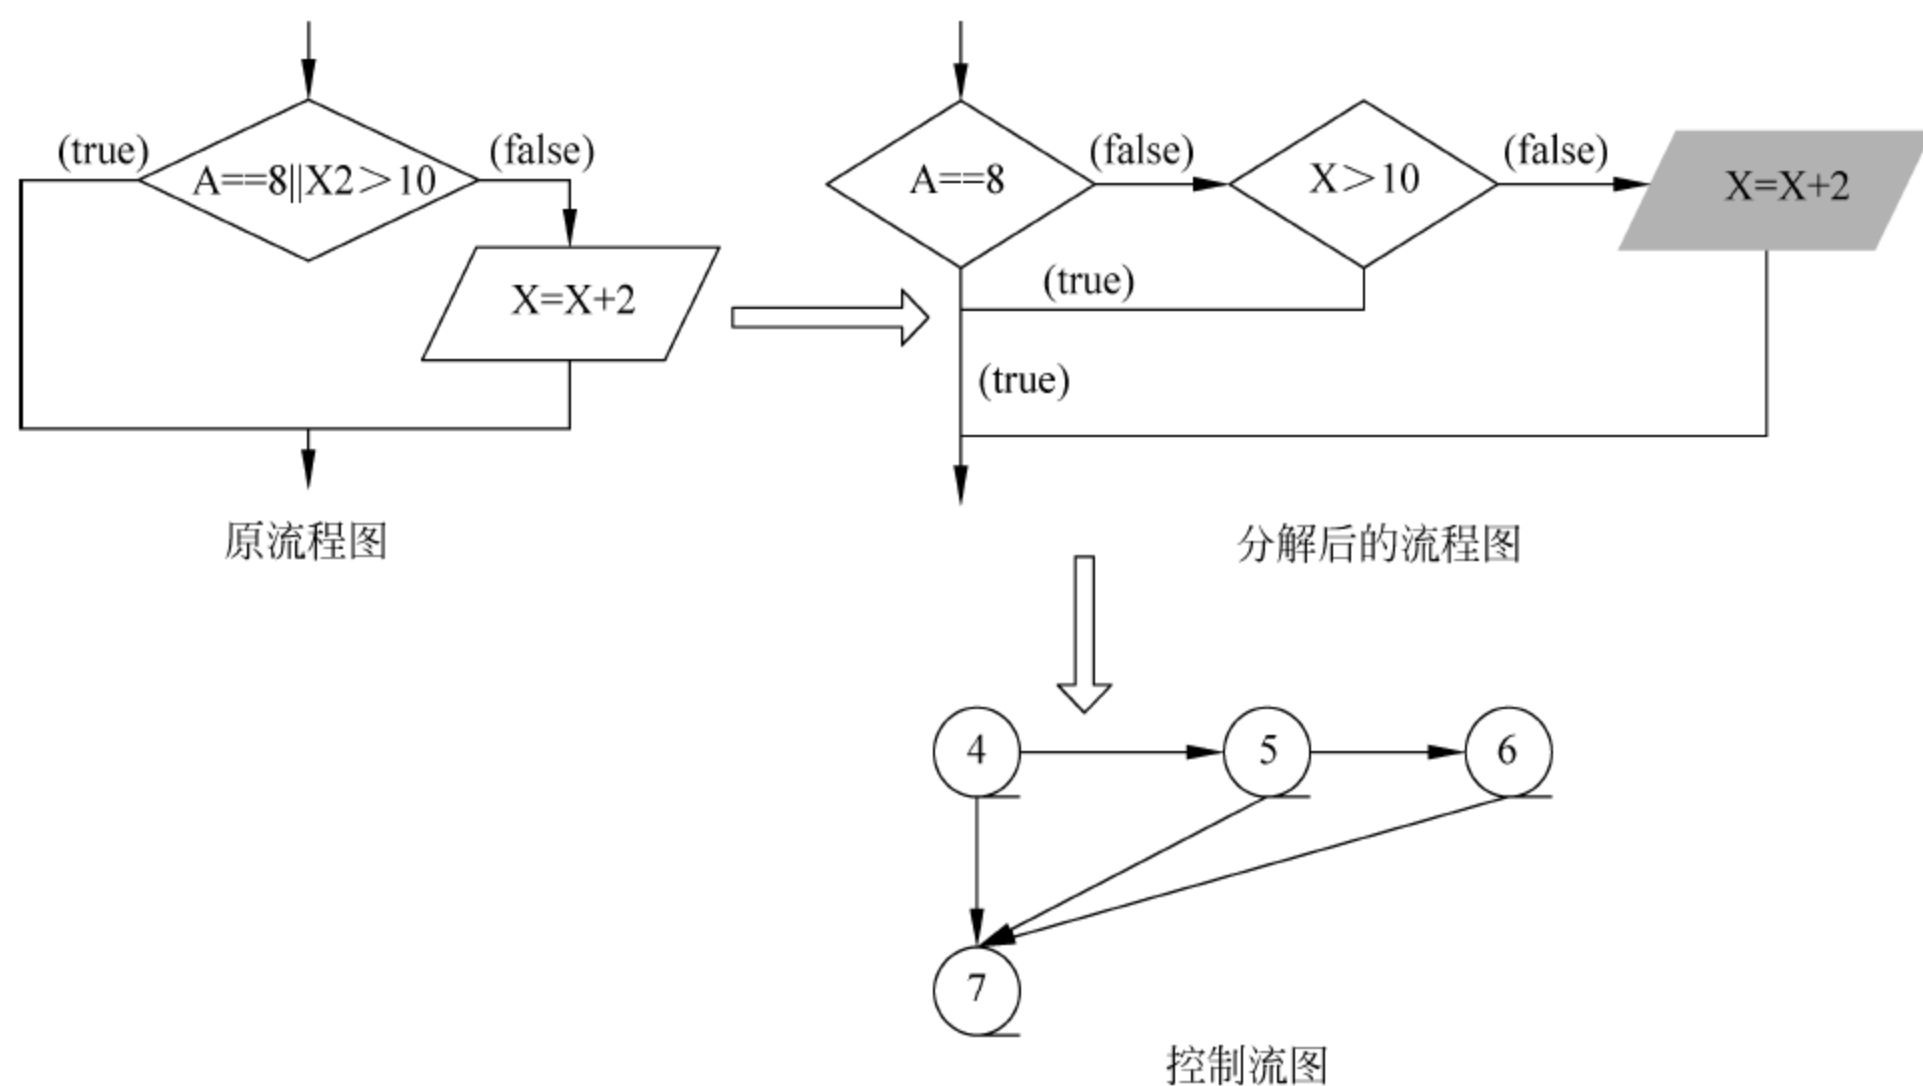 (true)
A==8||X2>10
(false)
X=X+2
原流程图
A==8
(false)
X>10
(false)
X=X+2
(true)
(true)
分解后的流程图
4
5
6
7
控制流图